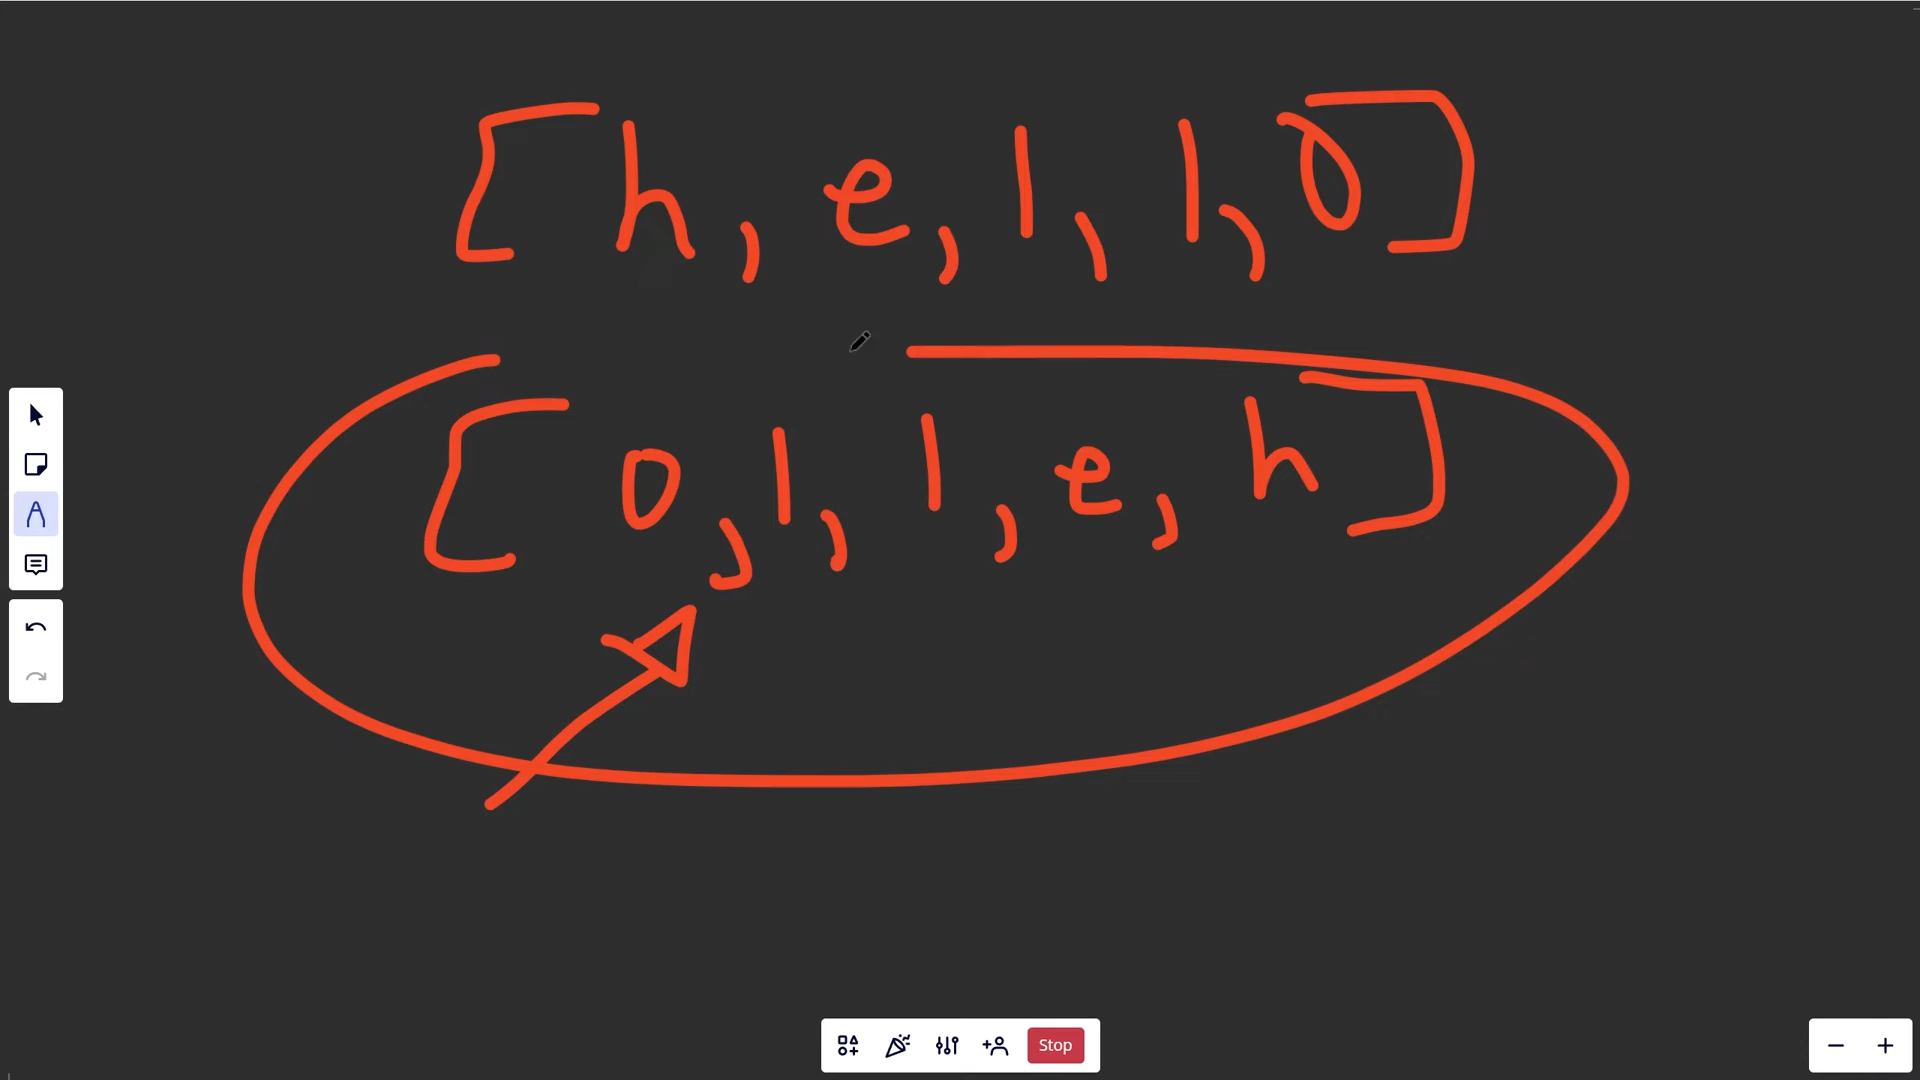 [h, e, l, l, o]
[o, l, l, e, h]
Stop